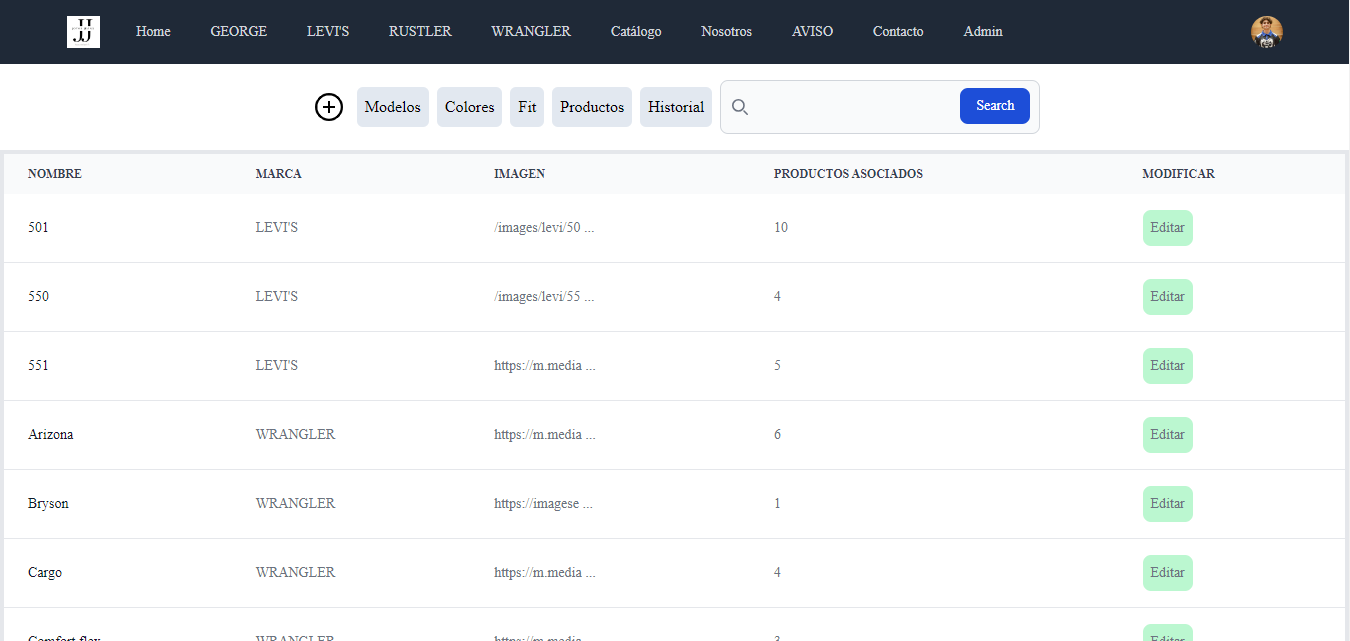 JJ
Home GEORGE LEVI'S RUSTLER WRANGLER Catálogo Nosotros AVISO Contacto Admin
Modelos Colores Fit Productos Historial Search
NOMBRE MARCA IMAGEN PRODUCTOS ASOCIADOS MODIFICAR
501 LEVI'S /images/levi/50 ... 10 Editar
550 LEVI'S /images/levi/55 ... 4 Editar
551 LEVI'S https://m.media ... 5 Editar
Arizona WRANGLER https://m.media ... 6 Editar
Bryson WRANGLER https://imagese ... 1 Editar
Cargo WRANGLER https://m.media ... 4 Editar
Comfort flex WRANGLER https://m.media ... 3 Editar